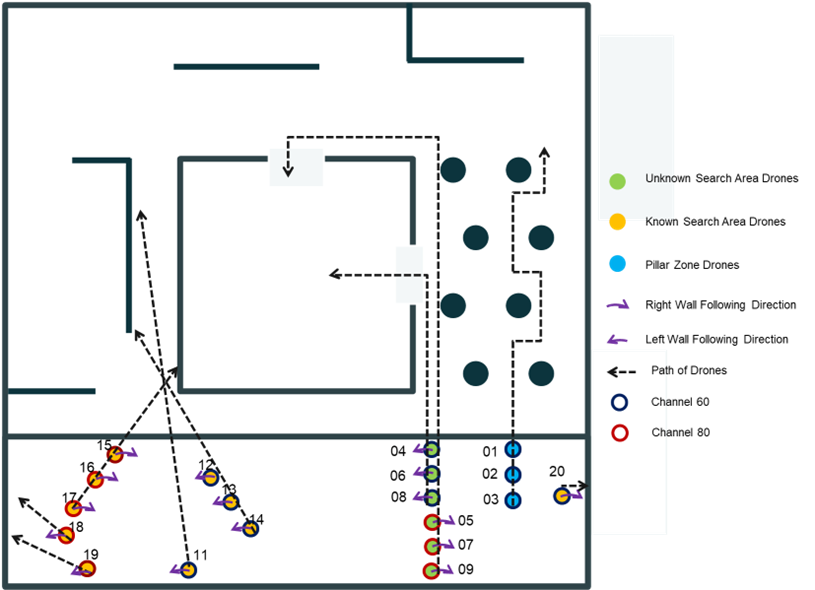 Unknown Search Area Drones
Known Search Area Drones
Pillar Zone Drones
Right Wall Following Direction
Left Wall Following Direction
Path of Drones
Channel 60
Channel 80
15
16
17
18
19
12
13
14
11
04
06
08
05
07
09
01
02
03
20